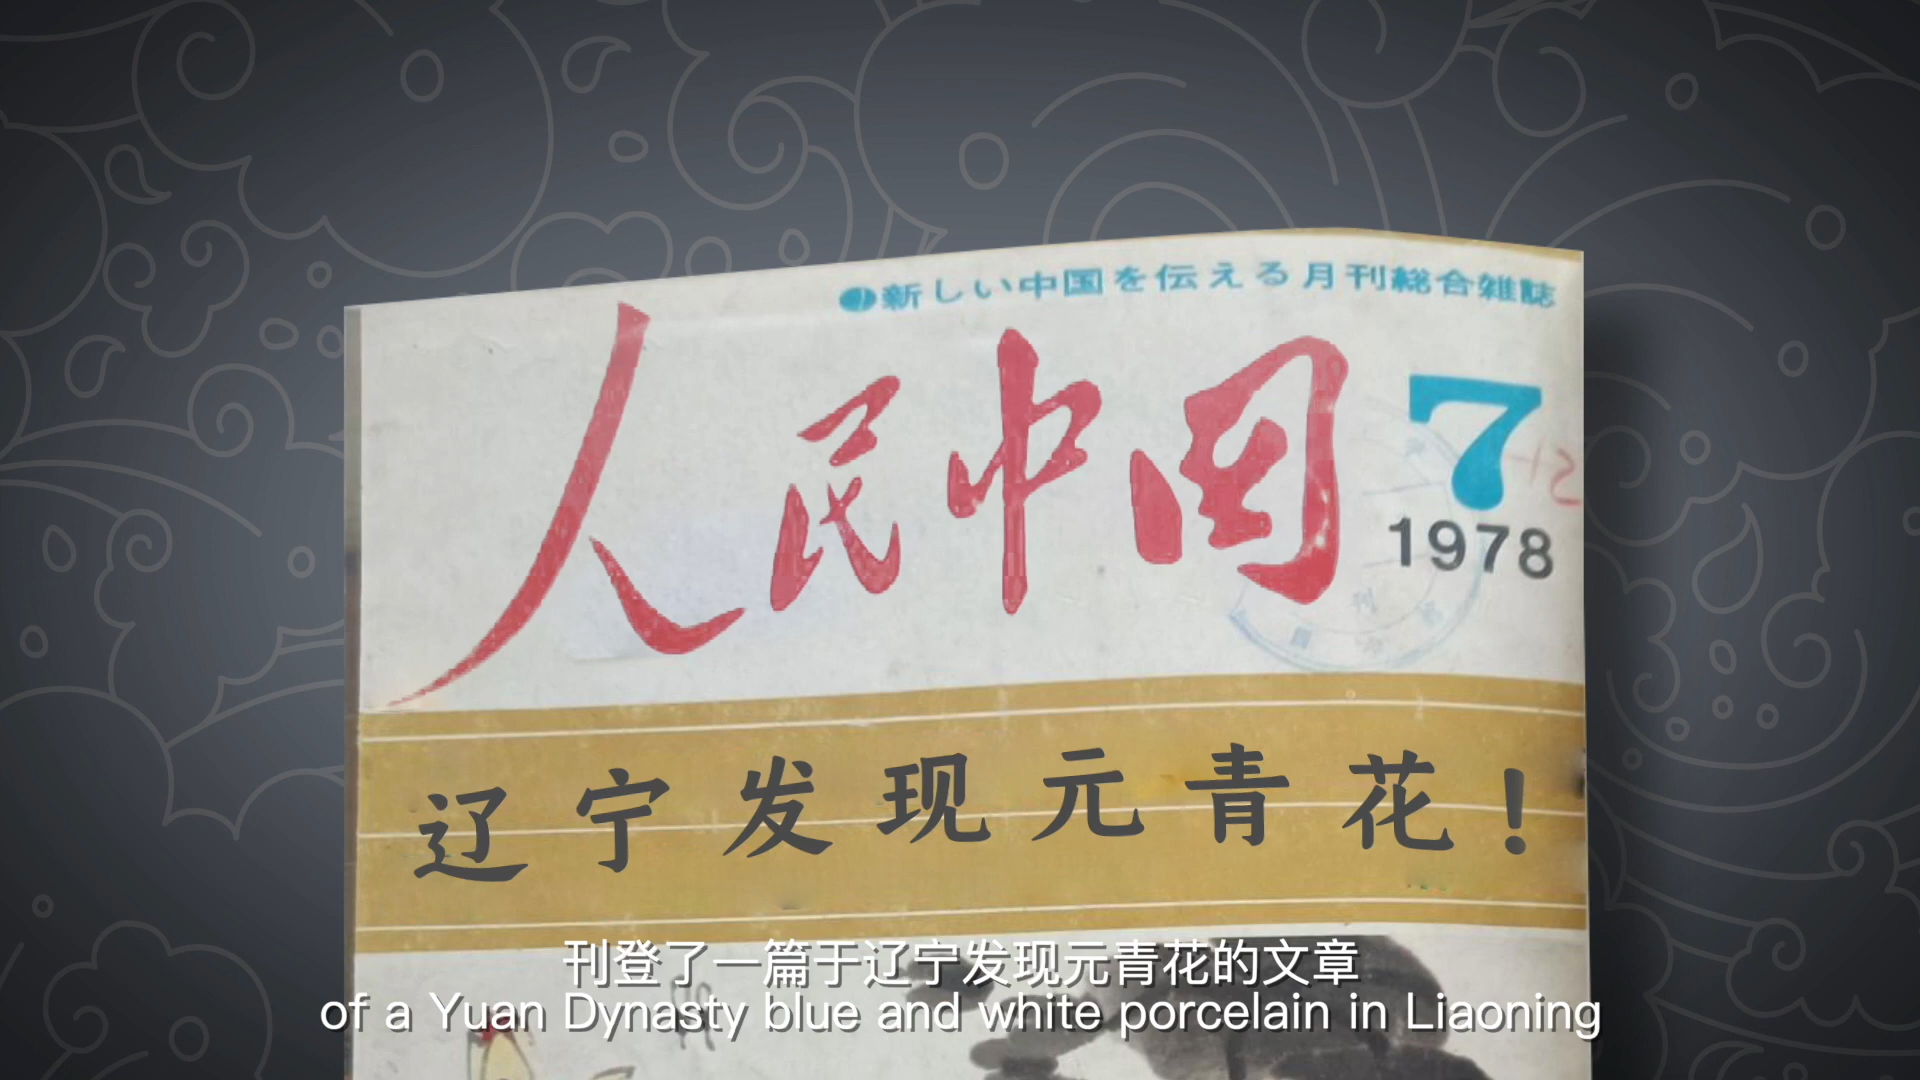 新しい中国を伝える月刊総合雑誌
人民中国
7
1978
辽宁发现元青花！
刊登了一篇于辽宁发现元青花的文章
of a Yuan Dynasty blue and white porcelain in Liaoning